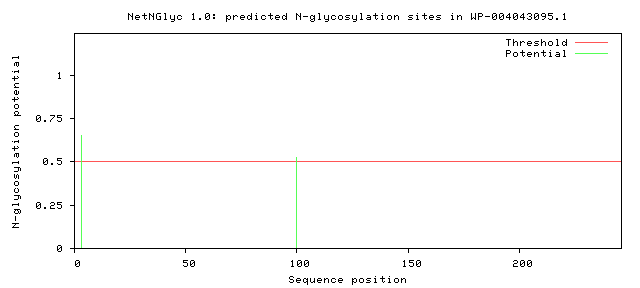 NetNGlyc 1.0: predicted N-glycosylation sites in WP-004043095.1
Threshold
Potential
N-glycosylation potential
1
0.75
0.5
0.25
0
0 50 100 150 200
Sequence position